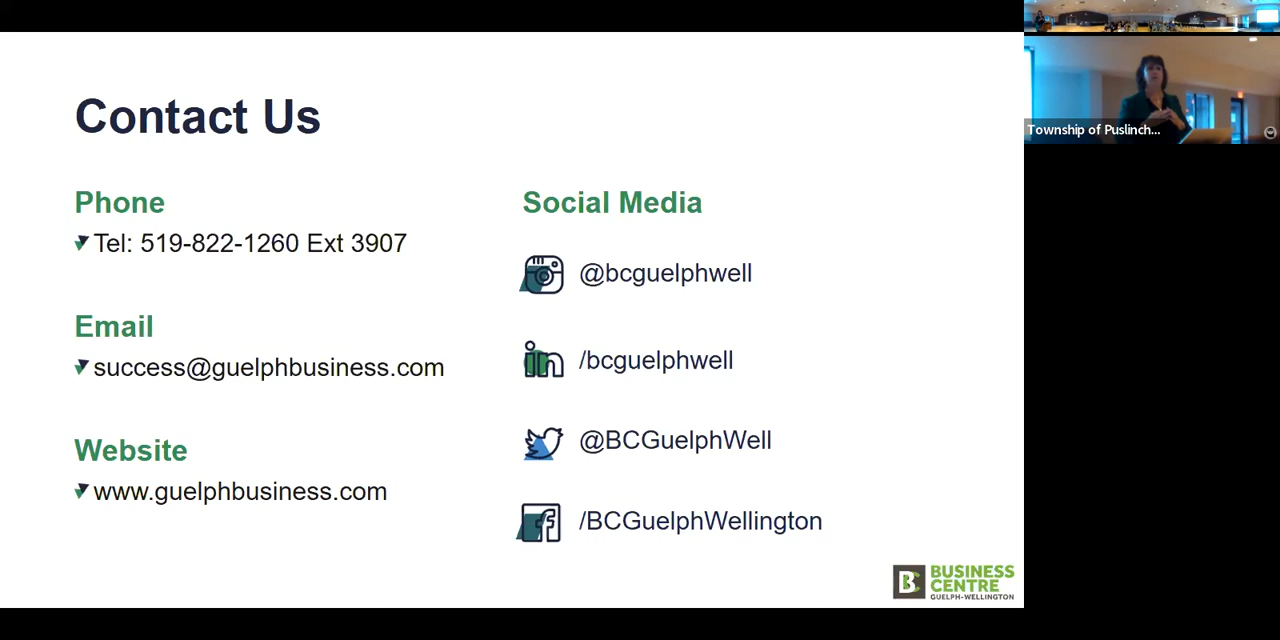 Contact Us
Phone
Tel: 519-822-1260 Ext 3907
Email
success@guelphbusiness.com
Website
www.guelphbusiness.com
Social Media
@bcguelphwell
/bcguelphwell
@BCGuelphWell
/BCGuelphWellington
BC BUSINESS
CENTRE
GUELPH-WELLINGTON
Township of Puslinch...